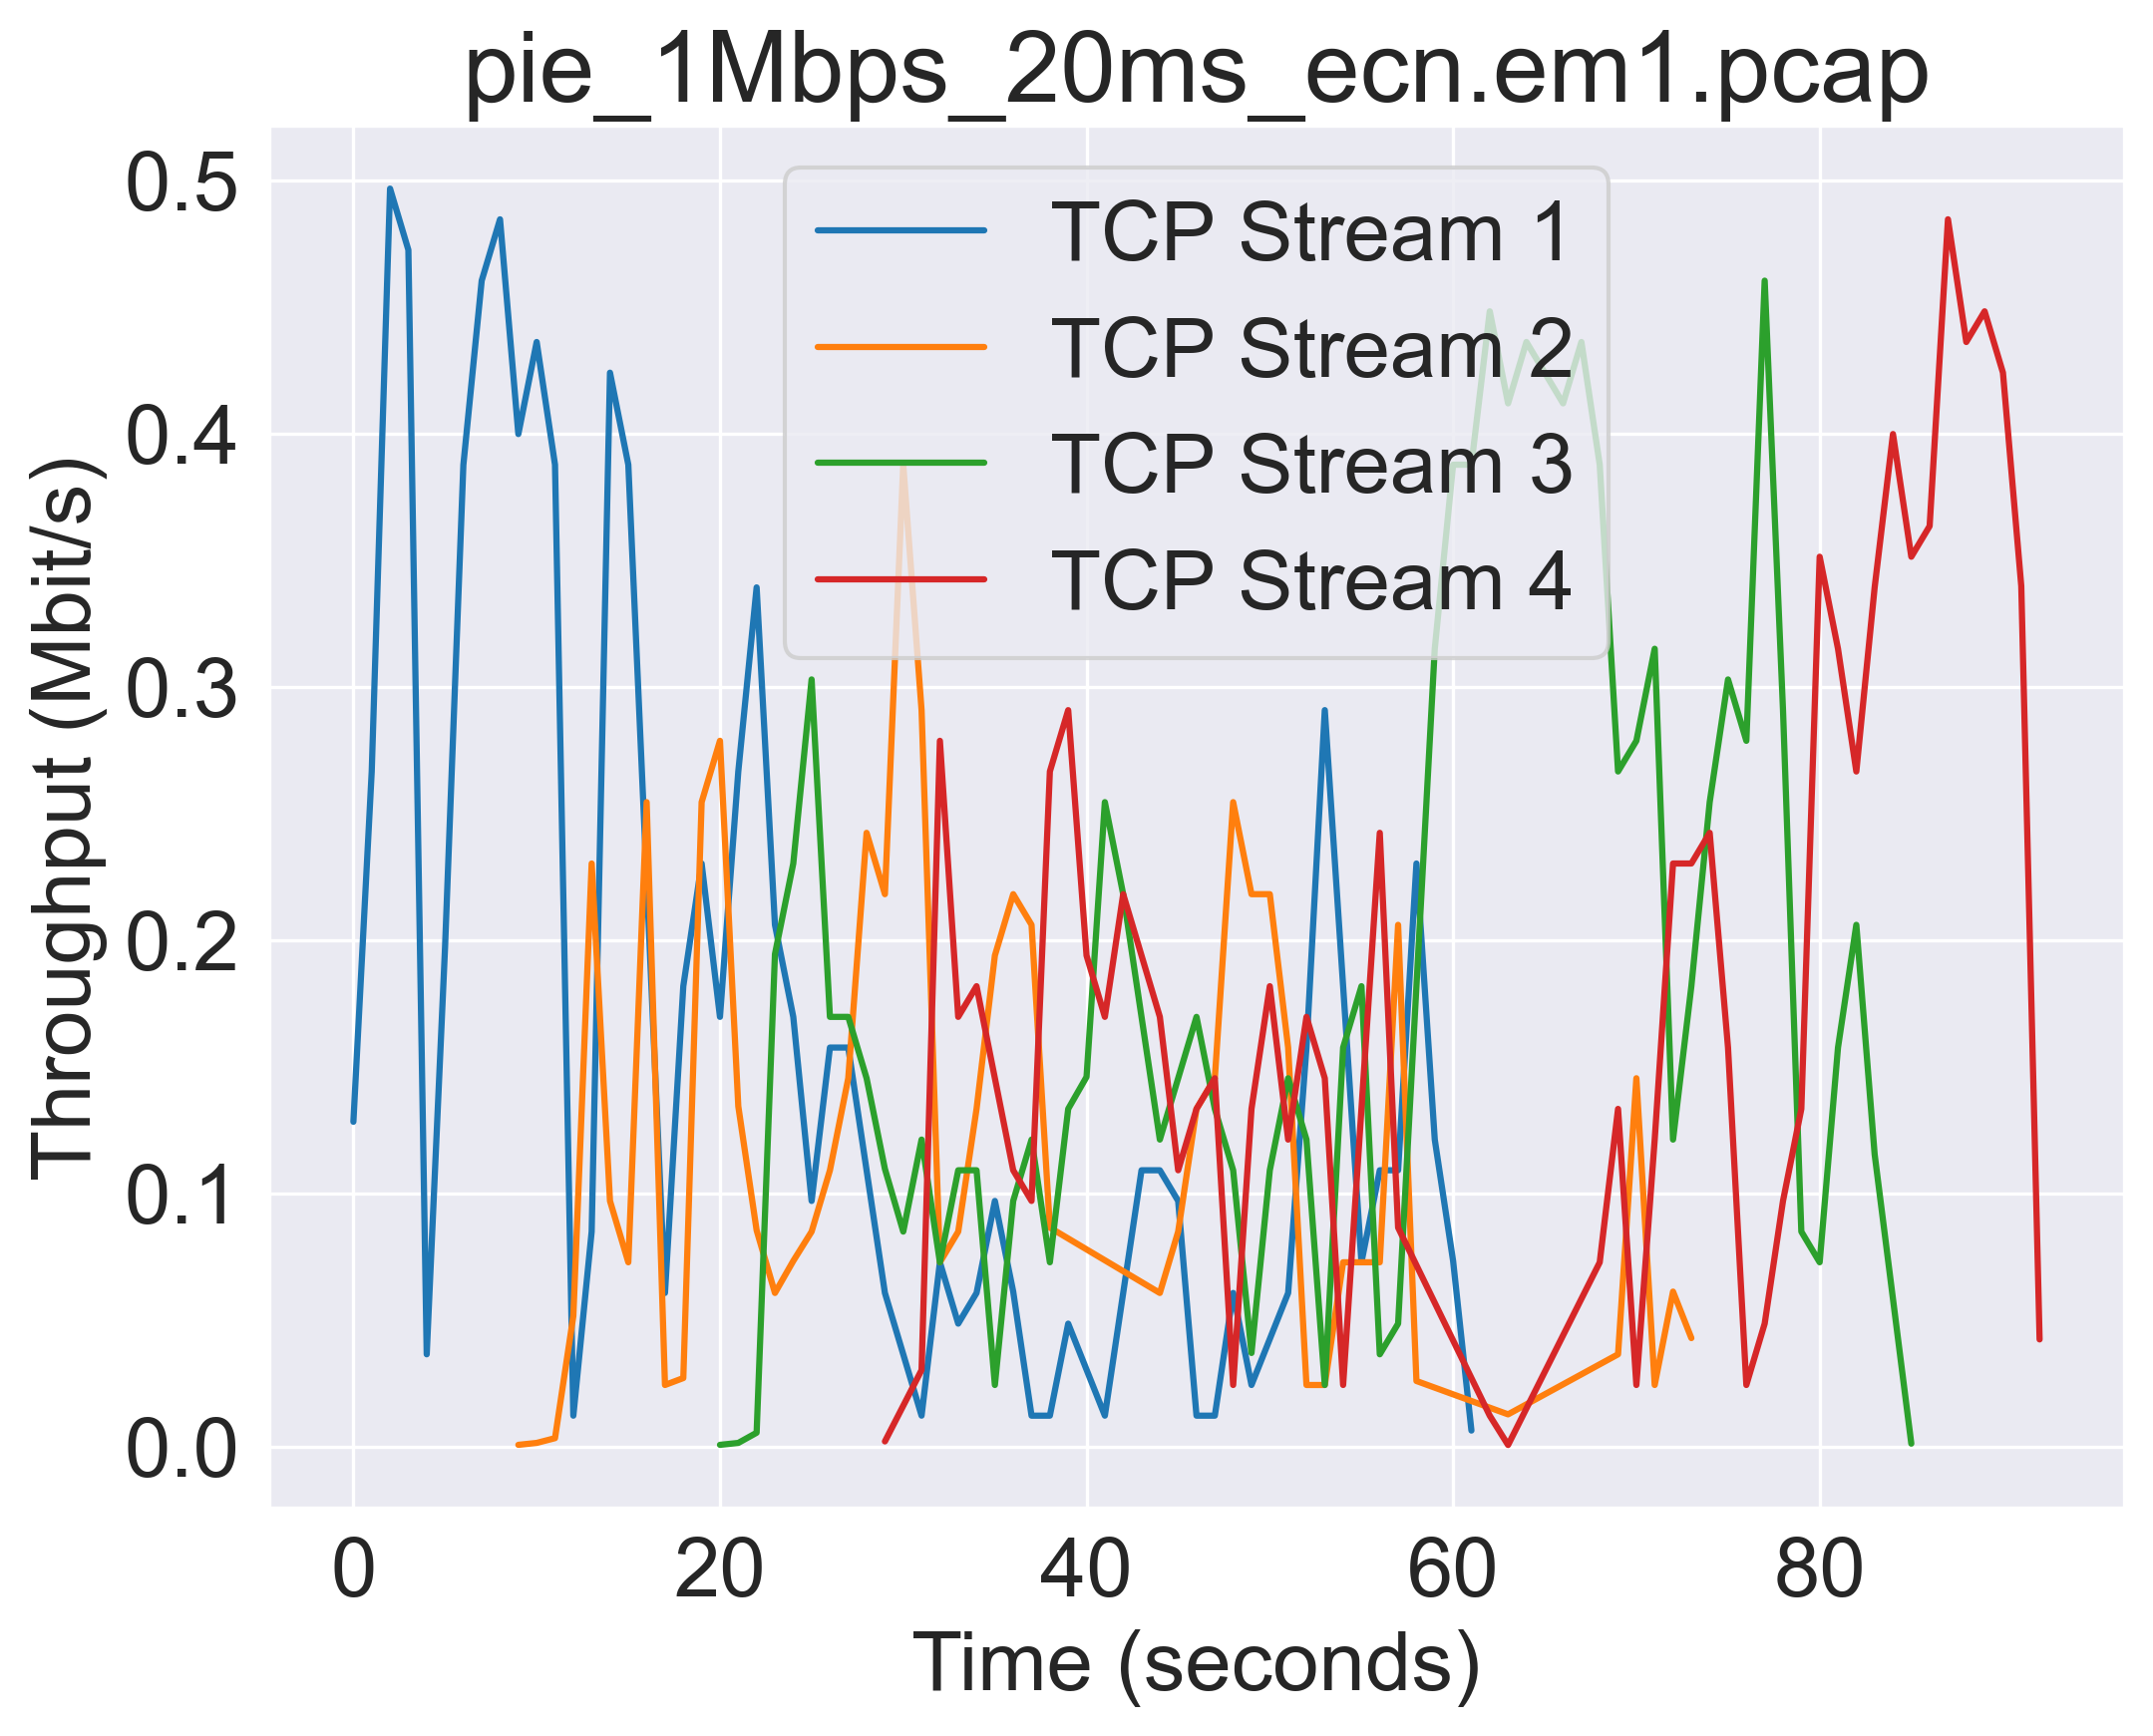 pie_1Mbps_20ms_ecn.em1.pcap
0.5
0.4
0.3
0.2
0.1
0.0
Throughput (Mbit/s)
TCP Stream 1
TCP Stream 2
TCP Stream 3
TCP Stream 4
0 20 40 60 80
Time (seconds)